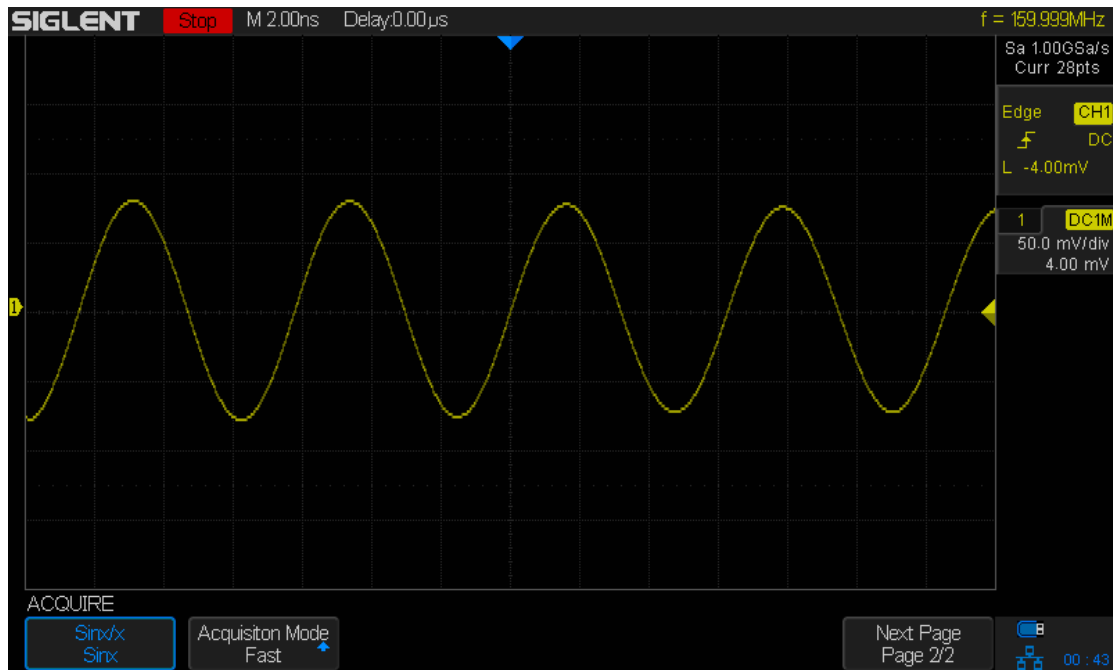 SIGLENT Stop M 2.00ns Delay:0.00µs f = 159.999MHz
Sa 1.00GSa/s
Curr 28pts
Edge CH1
DC
L -4.00mV
1 DC1M
50.0 mV/div
4.00 mV
1
ACQUIRE
Sinx/x
Sinx
Acquisiton Mode
Fast
Next Page
Page 2/2
00:43